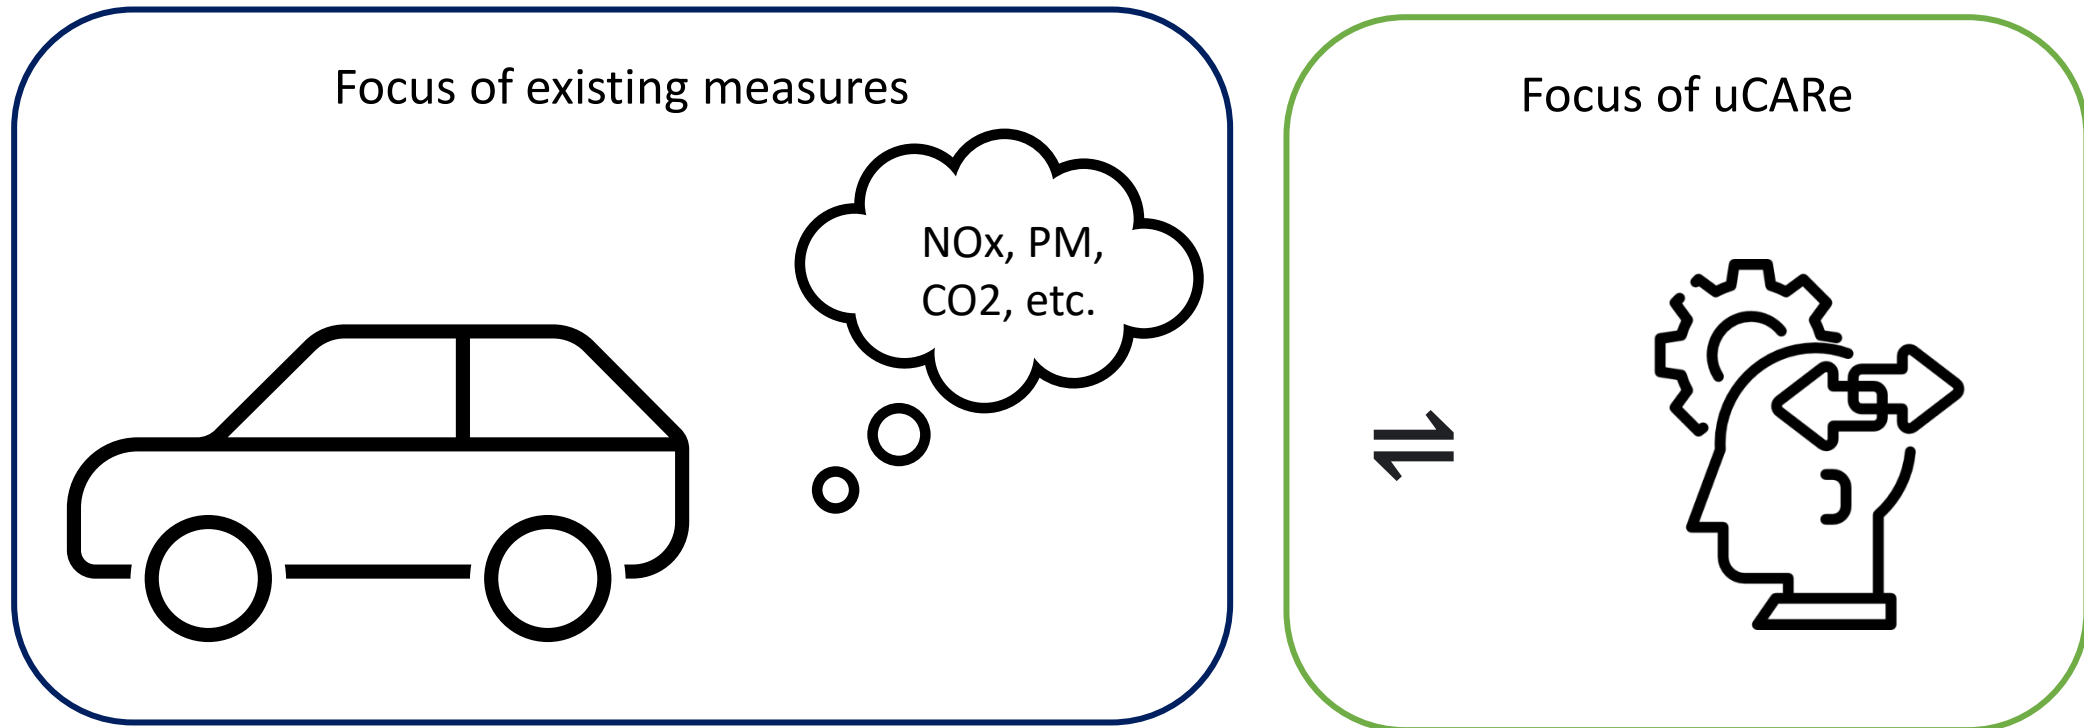 Focus of existing measures
NOx, PM,
CO2, etc.
Focus of uCARe
⇌